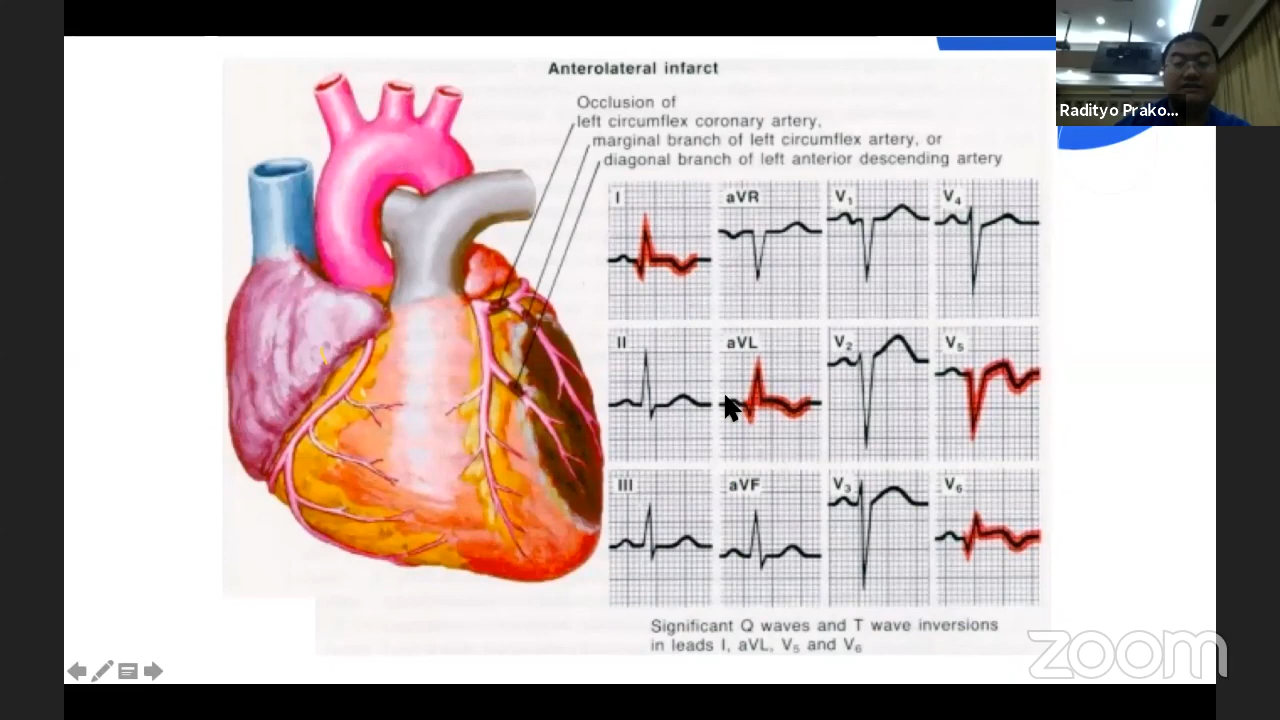 Anterolateral infarct
Occlusion of
left circumflex coronary artery,
marginal branch of left circumflex artery, or
diagonal branch of left anterior descending artery
I
aVR
V₁
V₄
II
aVL
V₂
V₅
III
aVF
V₃
V₆
Significant Q waves and T wave inversions
in leads I, aVL, V₅ and V₆
Radityo Prako...
zoom